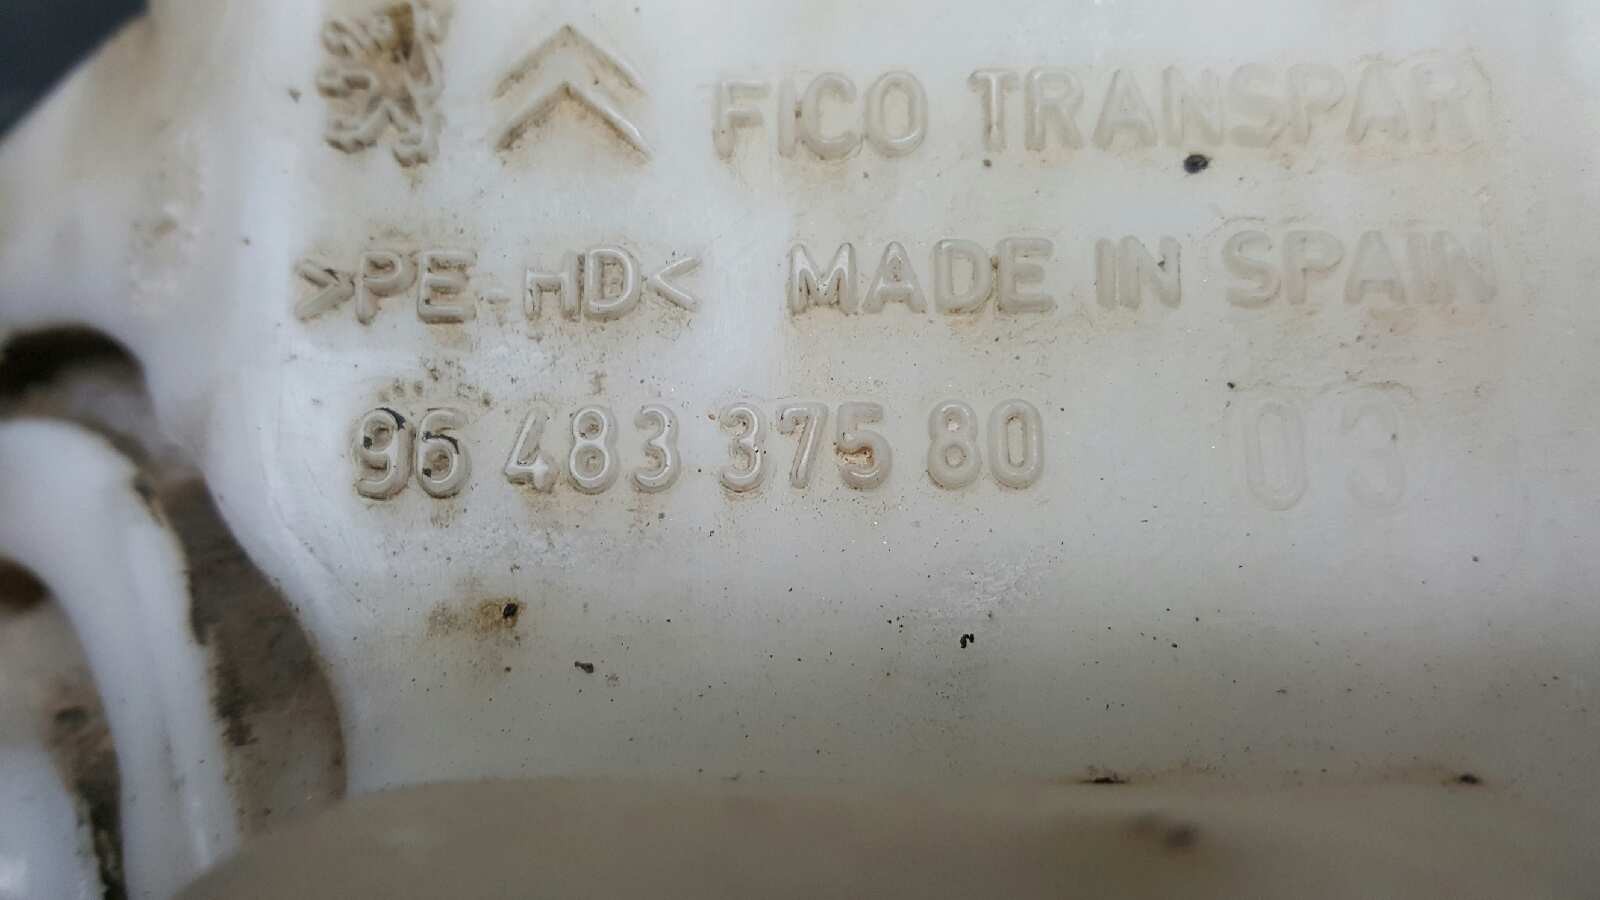 FICO TRANSPAR
>PE-HD< MADE IN SPAIN
96 483 375 80 03